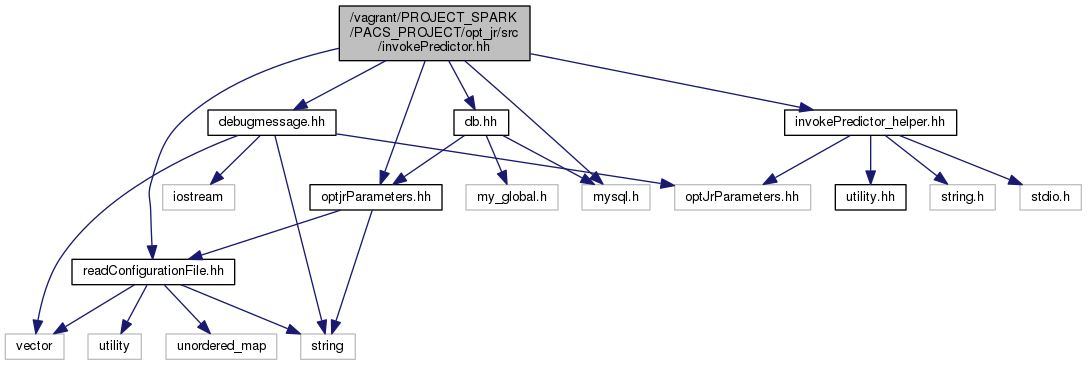 /vagrant/PROJECT_SPARK
/PACS_PROJECT/opt_jr/src
/invokePredictor.hh
debugmessage.hh
db.hh
invokePredictor_helper.hh
iostream
optjrParameters.hh
my_global.h
mysql.h
optJrParameters.hh
utility.hh
string.h
stdio.h
readConfigurationFile.hh
vector
utility
unordered_map
string